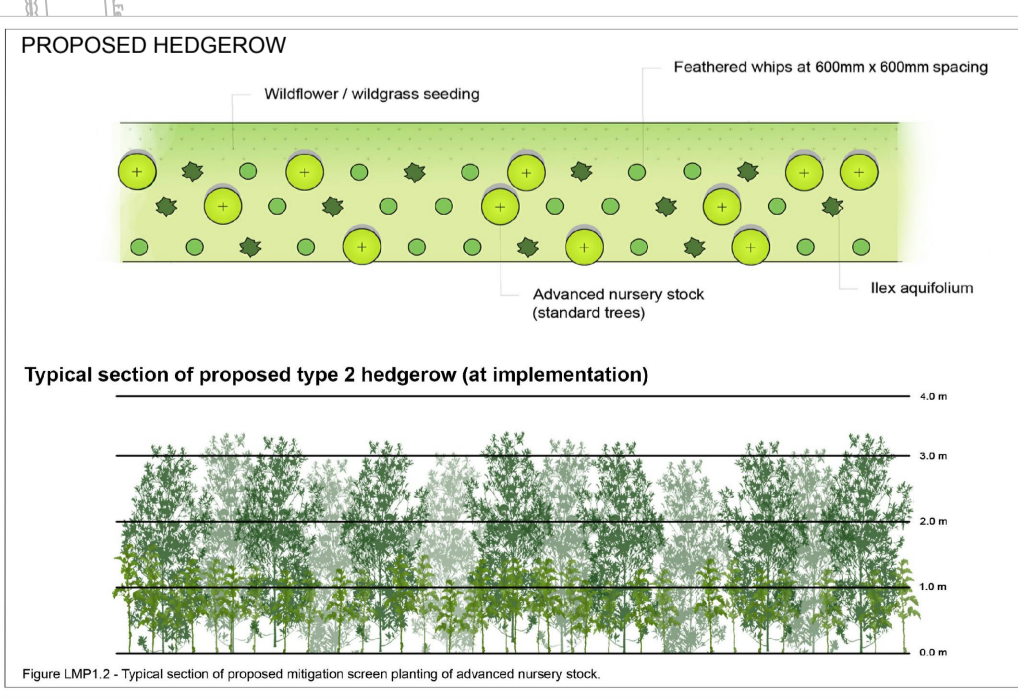 PROPOSED HEDGEROW
Feathered whips at 600mm x 600mm spacing
Wildflower / wildgrass seeding
Ilex aquifolium
Advanced nursery stock
(standard trees)
Typical section of proposed type 2 hedgerow (at implementation)
4.0 m
3.0 m
2.0 m
1.0 m
0.0 m
Figure LMP1.2 - Typical section of proposed mitigation screen planting of advanced nursery stock.